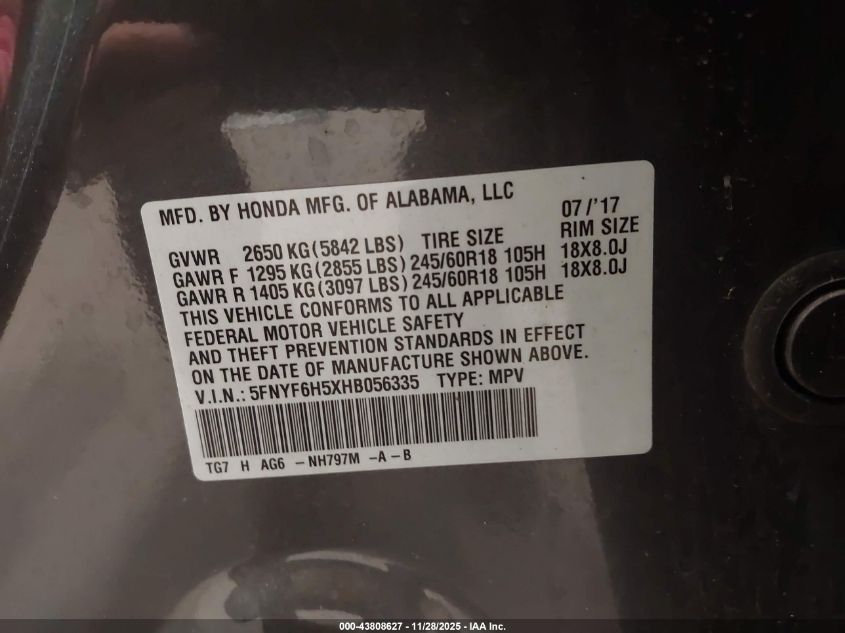 MFD. BY HONDA MFG. OF ALABAMA, LLC 07 /'17
GVWR 2650 KG(5842 LBS) TIRE SIZE RIM SIZE
GAWR F 1295 KG(2855 LBS) 245/60R18 105H 18X8.0J
GAWR R 1405 KG(3097 LBS) 245/60R18 105H 18X8.0J
THIS VEHICLE CONFORMS TO ALL APPLICABLE
FEDERAL MOTOR VEHICLE SAFETY
AND THEFT PREVENTION STANDARDS IN EFFECT
ON THE DATE OF MANUFACTURE SHOWN ABOVE.
V.I.N.: 5FNYF6H5XHB056335 TYPE: MPV
TG7 H AG6 -NH797M -A-B
000-43808627 - 11/28/2025 - IAA Inc.